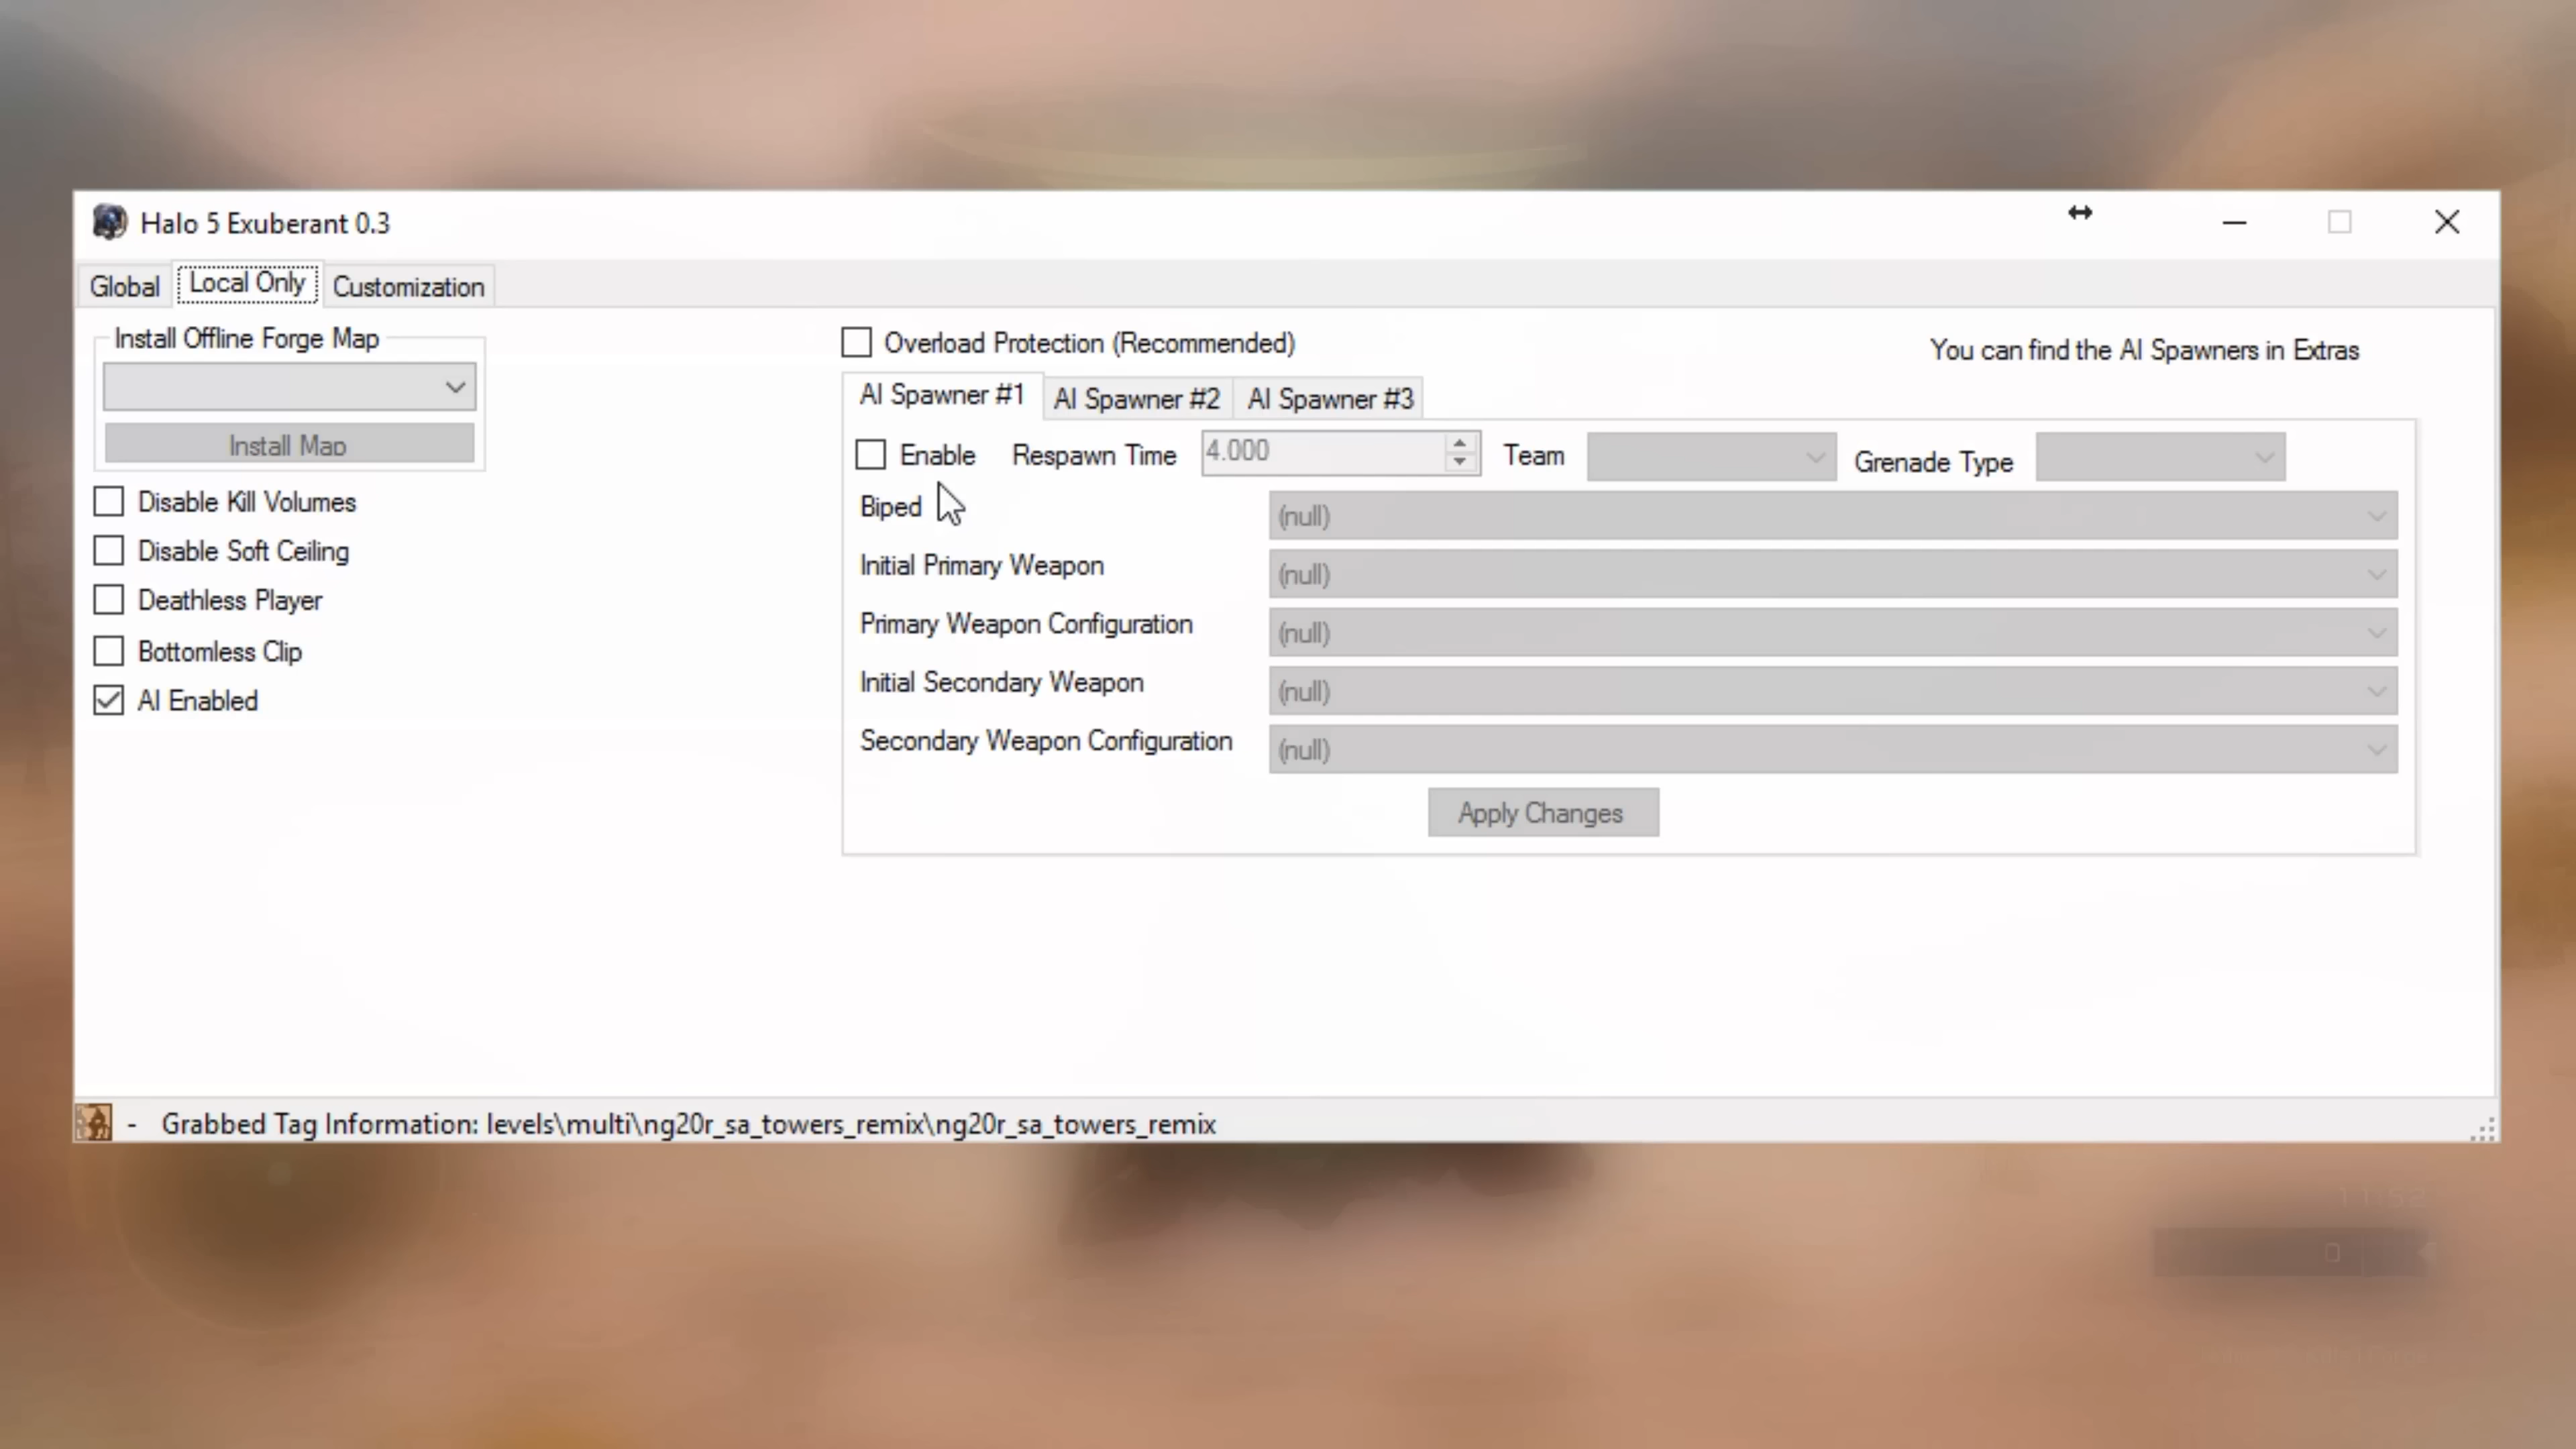 Halo 5 Exuberant 0.3
Global
Local Only
Customization
Install Offline Forge Map
Install Map
Disable Kill Volumes
Disable Soft Ceiling
Deathless Player
Bottomless Clip
AI Enabled
Overload Protection (Recommended)
You can find the AI Spawners in Extras
AI Spawner #1
AI Spawner #2
AI Spawner #3
Enable
Respawn Time
4.000
Team
Grenade Type
Biped
(null)
Initial Primary Weapon
(null)
Primary Weapon Configuration
(null)
Initial Secondary Weapon
(null)
Secondary Weapon Configuration
(null)
Apply Changes
- Grabbed Tag Information: levels\multi\ng20r_sa_towers_remix\ng20r_sa_towers_remix
11:52
0